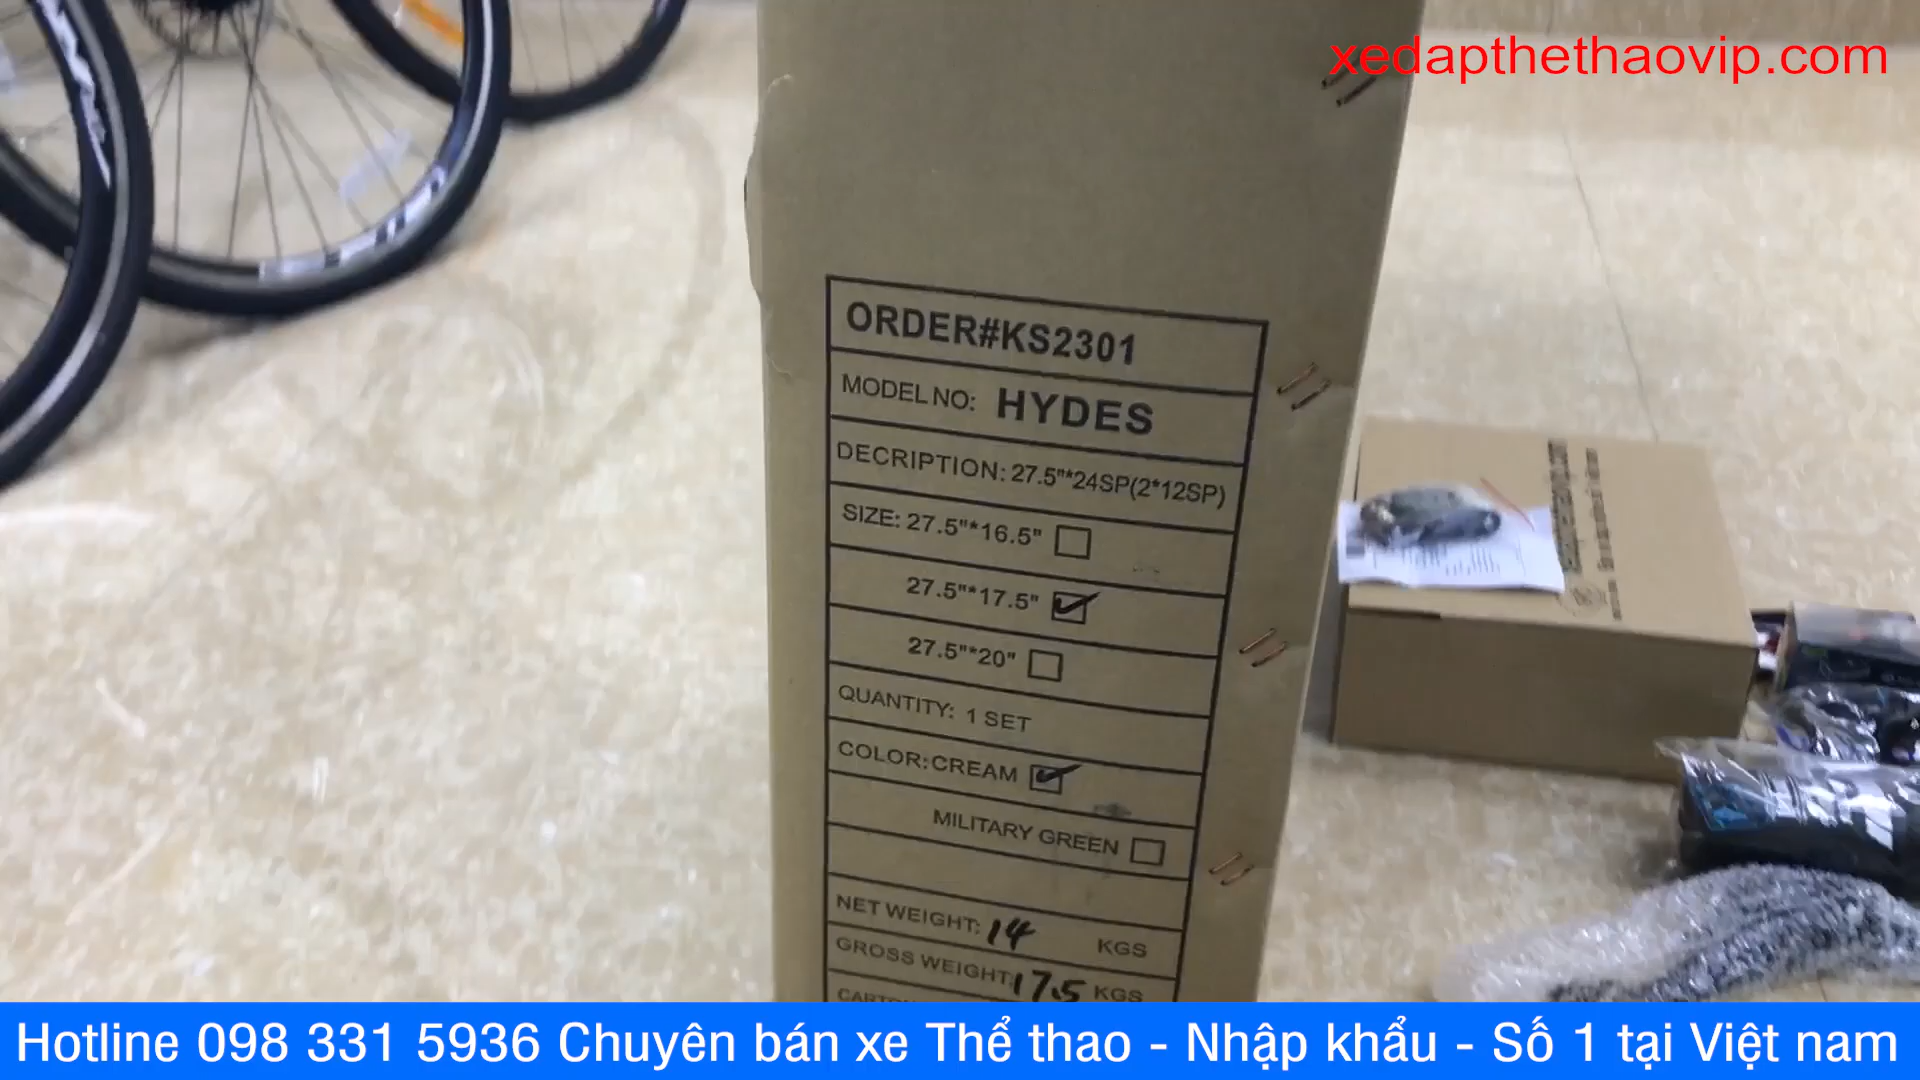 xedapthethaovip.com
ORDER#KS2301
MODEL NO: HYDES
DECRIPTION: 27.5"*24SP(2*12SP)
SIZE: 27.5"*16.5"
27.5"*17.5"
27.5"*20"
QUANTITY: 1 SET
COLOR: CREAM
MILITARY GREEN
NET WEIGHT: 14 KGS
GROSS WEIGHT: 17.5 KGS
Hotline 098 331 5936 Chuyên bán xe Thể thao - Nhập khẩu - Số 1 tại Việt nam